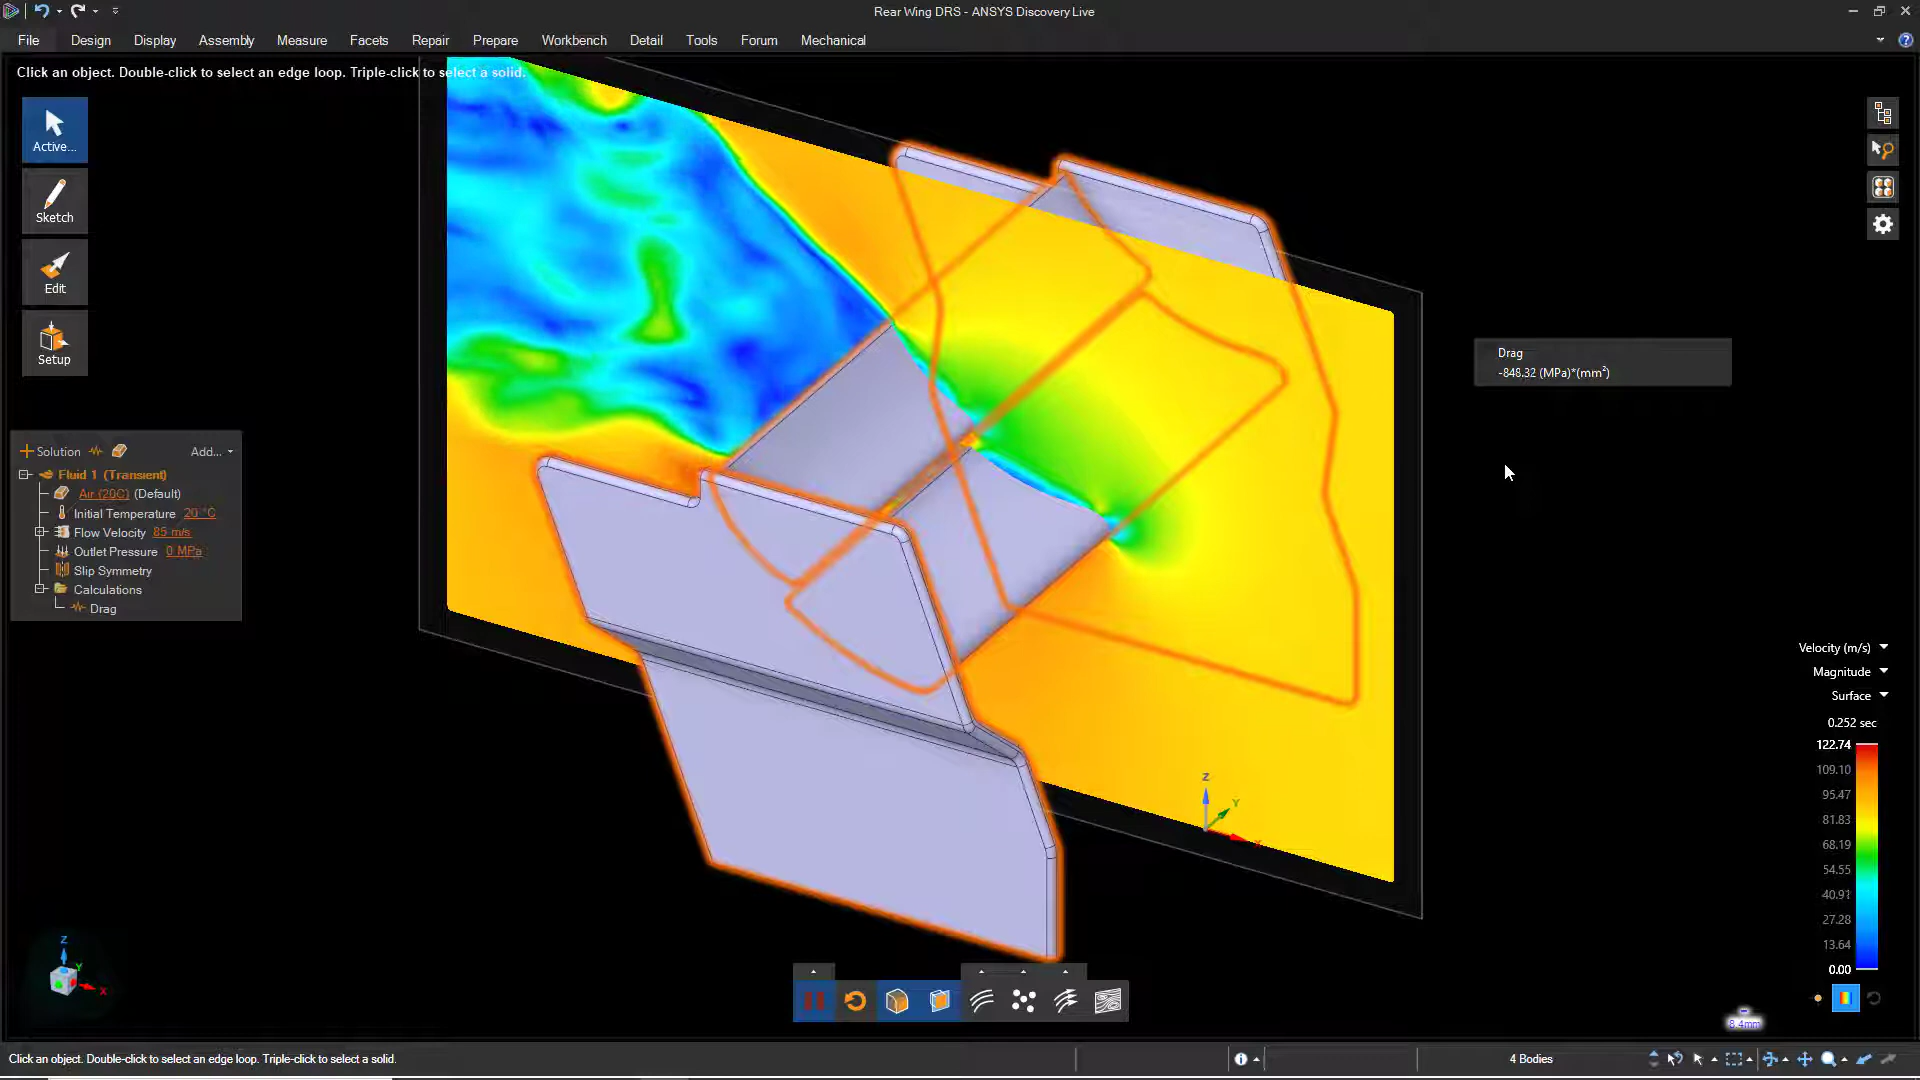 Rear Wing DRS - ANSYS Discovery Live
File Design Display Assembly Measure Facets Repair Prepare Workbench Detail Tools Forum Mechanical
Click an object. Double-click to select an edge loop. Triple-click to select a solid.
Active...
Sketch
Edit
Setup
Drag
-848.32 (MPa)*(mm²)
Solution Add...
Fluid 1 (Transient)
Air (20C) (Default)
Initial Temperature 20 °C
Flow Velocity 85 m/s
Outlet Pressure 0 MPa
Slip Symmetry
Calculations
Drag
Velocity (m/s)
Magnitude
Surface
0.252 sec
122.74
109.10
95.47
81.83
68.19
54.55
40.91
27.28
13.64
0.00
Z
Y
X
Z
Y
X
8.4mm
Click an object. Double-click to select an edge loop. Triple-click to select a solid.
4 Bodies